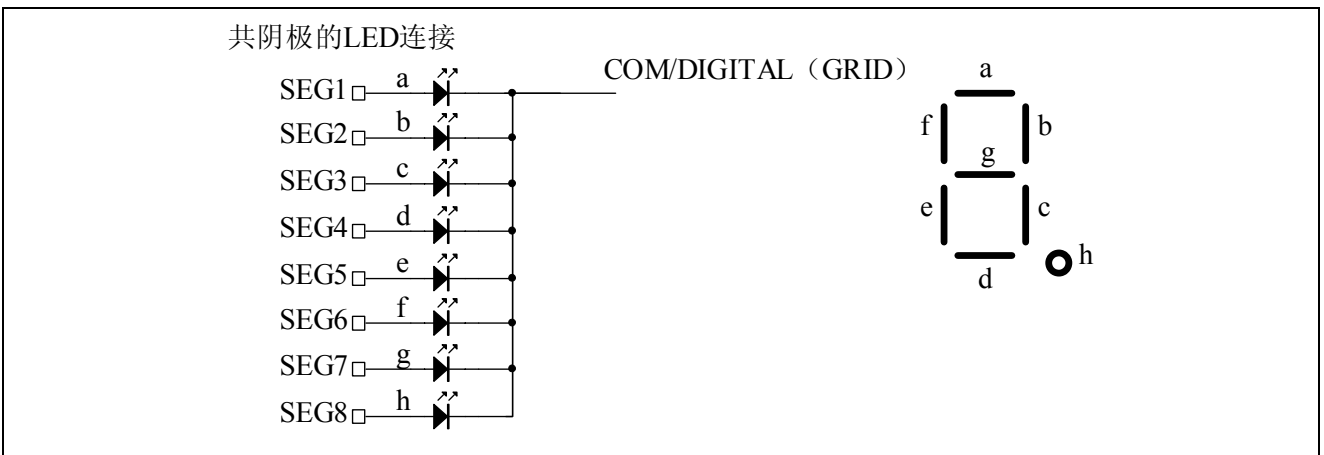 共阴极的LED连接
COM/DIGITAL（GRID）
SEG1 a
SEG2 b
SEG3 c
SEG4 d
SEG5 e
SEG6 f
SEG7 g
SEG8 h
a
f b
g
e c
h
d